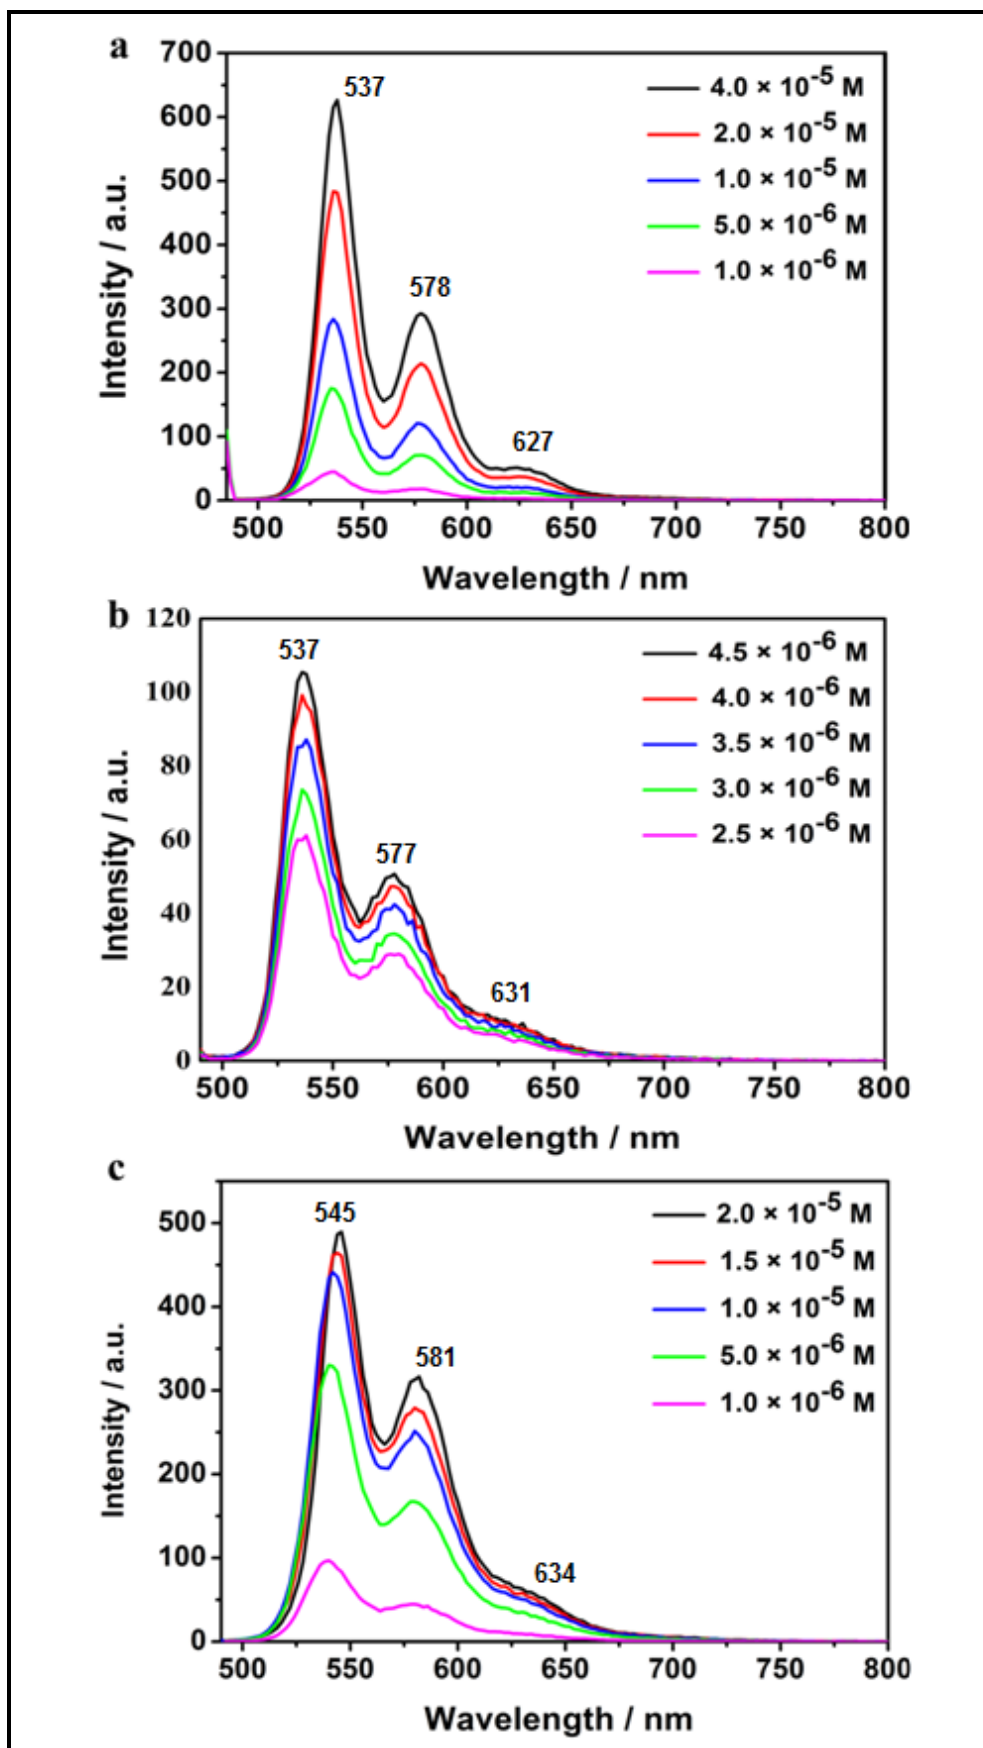 a
700
600
500
400
300
200
100
0
537
578
627
4.0 × 10⁻⁵ M
2.0 × 10⁻⁵ M
1.0 × 10⁻⁵ M
5.0 × 10⁻⁶ M
1.0 × 10⁻⁶ M
Intensity / a.u.
500 550 600 650 700 750 800
Wavelength / nm
b
120
100
80
60
40
20
0
537
577
631
4.5 × 10⁻⁶ M
4.0 × 10⁻⁶ M
3.5 × 10⁻⁶ M
3.0 × 10⁻⁶ M
2.5 × 10⁻⁶ M
Intensity / a.u.
500 550 600 650 700 750 800
Wavelength / nm
c
500
400
300
200
100
0
545
581
634
2.0 × 10⁻⁵ M
1.5 × 10⁻⁵ M
1.0 × 10⁻⁵ M
5.0 × 10⁻⁶ M
1.0 × 10⁻⁶ M
Intensity / a.u.
500 550 600 650 700 750 800
Wavelength / nm